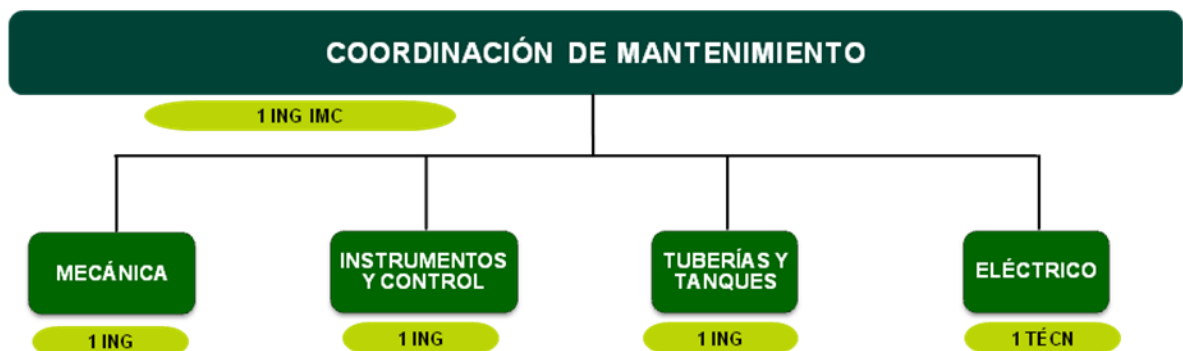 COORDINACIÓN DE MANTENIMIENTO
1 ING IMC
MECÁNICA
INSTRUMENTOS
Y CONTROL
TUBERÍAS Y
TANQUES
ELÉCTRICO
1 ING
1 ING
1 ING
1 TÉCN